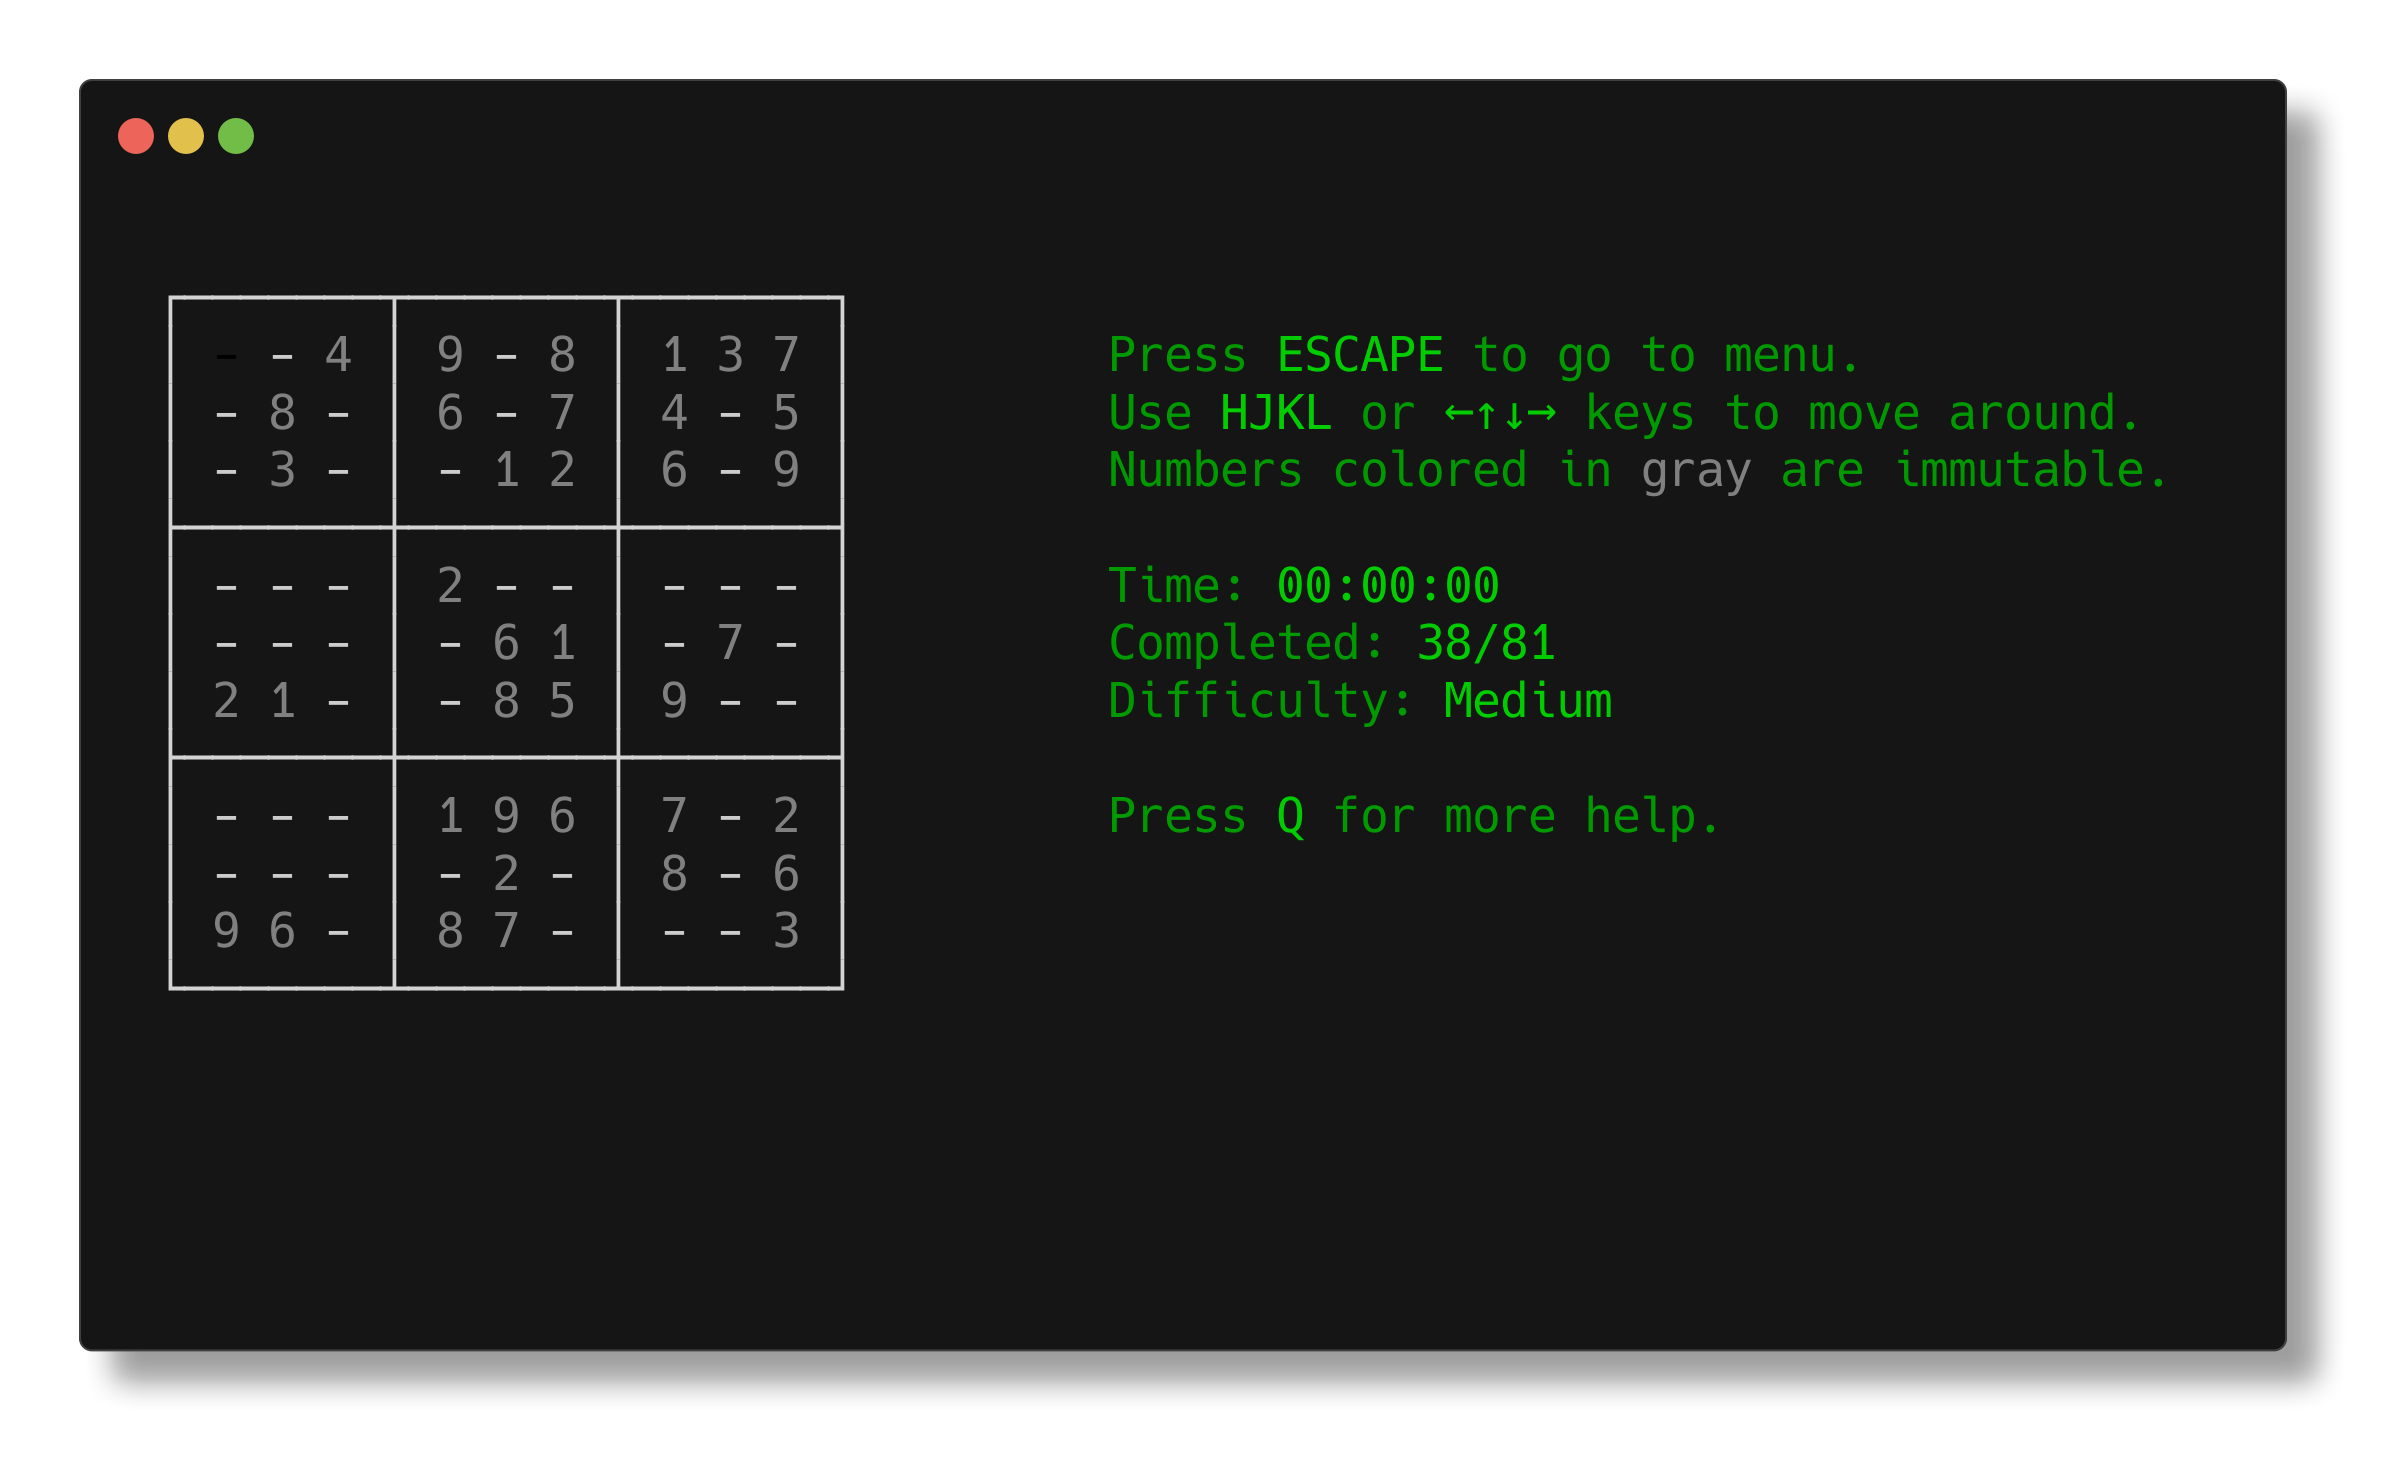 - - 4 9 - 8 1 3 7
- 8 - 6 - 7 4 - 5
- 3 - - 1 2 6 - 9
- - - 2 - - - - -
- - - - 6 1 - 7 -
2 1 - - 8 5 9 - -
- - - 1 9 6 7 - 2
- - - - 2 - 8 - 6
9 6 - 8 7 - - - 3
Press ESCAPE to go to menu.
Use HJKL or ←↑↓→ keys to move around.
Numbers colored in gray are immutable.
Time: 00:00:00
Completed: 38/81
Difficulty: Medium
Press Q for more help.